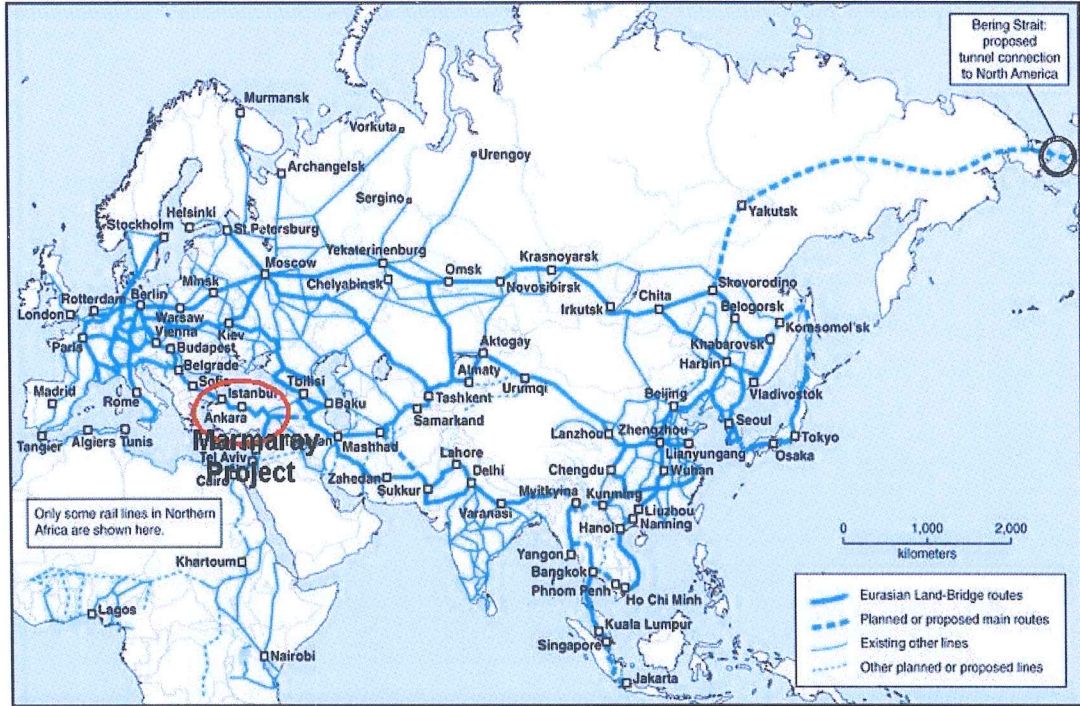 Bering Strait:
proposed
tunnel connection
to North America
Murmansk
Vorkuta
Urengoy
Archangelsk
Sergino
Yakutsk
Helsinki
Stockholm
St.Petersburg
Yekaterinenburg
Moscow
Omsk
Krasnoyarsk
Chelyabinsk
Novosibirsk
Minsk
Skovorodino
Rotterdam
Berlin
Irkutsk
Chita
Belogorsk
London
Warsaw
Komsomol'sk
Vienna
Kiev
Paris
Budapest
Khabarovsk
Aktogay
Harbin
Belgrade
Almaty
Urumqi
Sofia
Tbilisi
Madrid
Rome
Istanbul
Baku
Tashkent
Beijing
Vladivostok
Ankara
Samarkand
Seoul
Tangier
Algiers
Tunis
Marmaray
Project
Mashhad
Lanzhou
Zhengzhou
Tokyo
Lianyungang
Osaka
Tel Aviv
Cairo
Zahedan
Lahore
Delhi
Chengdu
Wuhan
Sukkur
Myitkyina
Kunming
Liuzhou
Varanasi
Nanning
Hanoi
Only some rail lines in Northern
Africa are shown here.
0 1,000 2,000
kilometers
Khartoum
Yangon
Bangkok
Phnom Penh
Ho Chi Minh
Lagos
Kuala Lumpur
Singapore
Nairobi
Jakarta
Eurasian Land-Bridge routes
Planned or proposed main routes
Existing other lines
Other planned or proposed lines